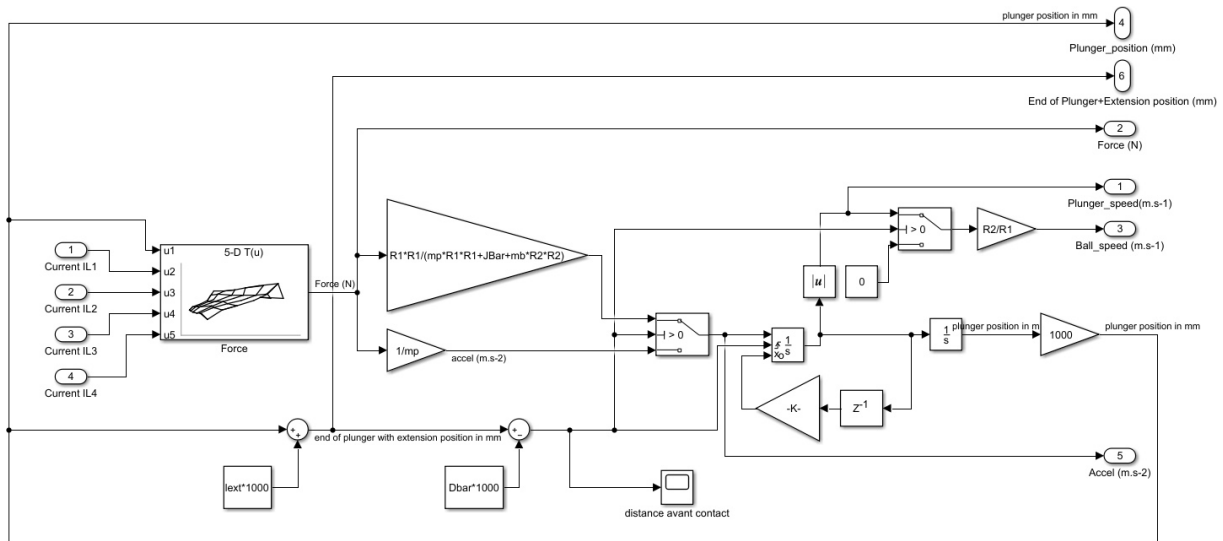 plunger position in mm
4
Plunger_position (mm)
6
End of Plunger+Extension position (mm)
2
Force (N)
1
Plunger_speed(m.s-1)
> 0
R2/R1
3
Ball_speed (m.s-1)
1
Current IL1
2
Current IL2
3
Current IL3
4
Current IL4
u1
u2
u3
u4
u5
5-D T(u)
Force
Force (N)
R1*R1/(mp*R1*R1+JBar+mb*R2*R2)
1/mp
accel (m.s-2)
> 0
|u|
0
1
s
xo
1
s
plunger position in m
1000
plunger position in mm
-K-
Z-1
+
+
end of plunger with extension position in mm
+
-
lext*1000
Dbar*1000
distance avant contact
5
Accel (m.s-2)